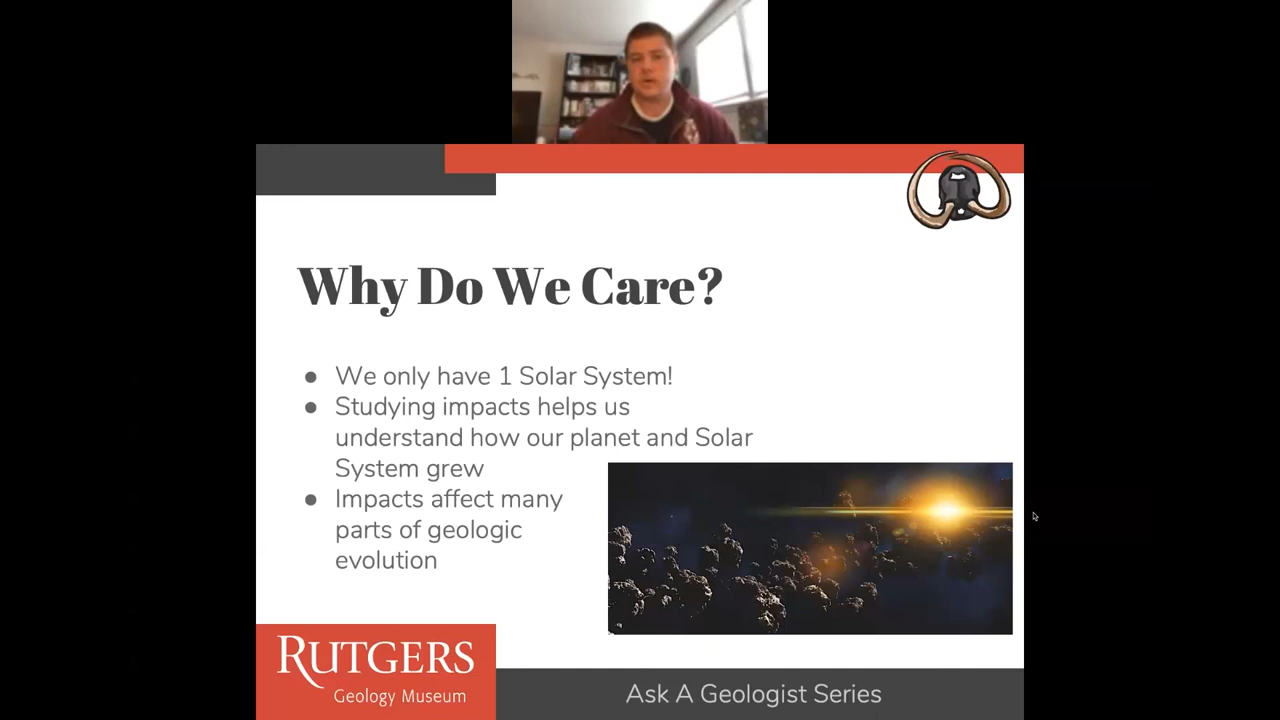 Why Do We Care?
● We only have 1 Solar System!
● Studying impacts helps us
understand how our planet and Solar
System grew
● Impacts affect many
parts of geologic
evolution
RUTGERS
Geology Museum
Ask A Geologist Series